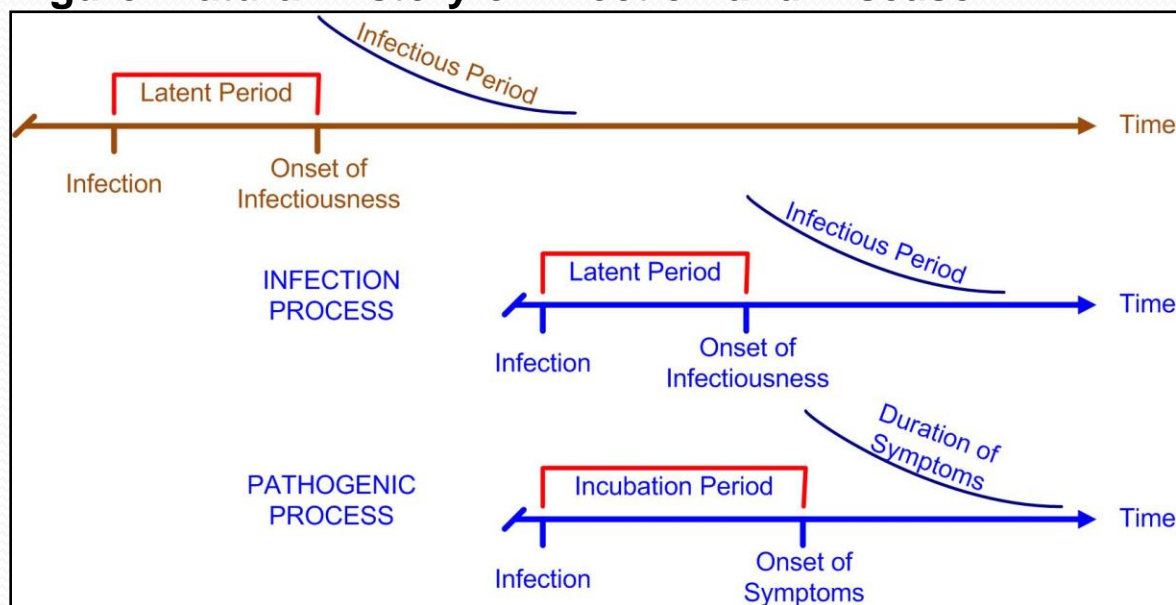 Infectious Period
Latent Period
Time
Infection
Onset of
Infectiousness
Infectious Period
INFECTION
PROCESS
Latent Period
Time
Infection
Onset of
Infectiousness
Duration of
Symptoms
PATHOGENIC
PROCESS
Incubation Period
Time
Infection
Onset of
Symptoms